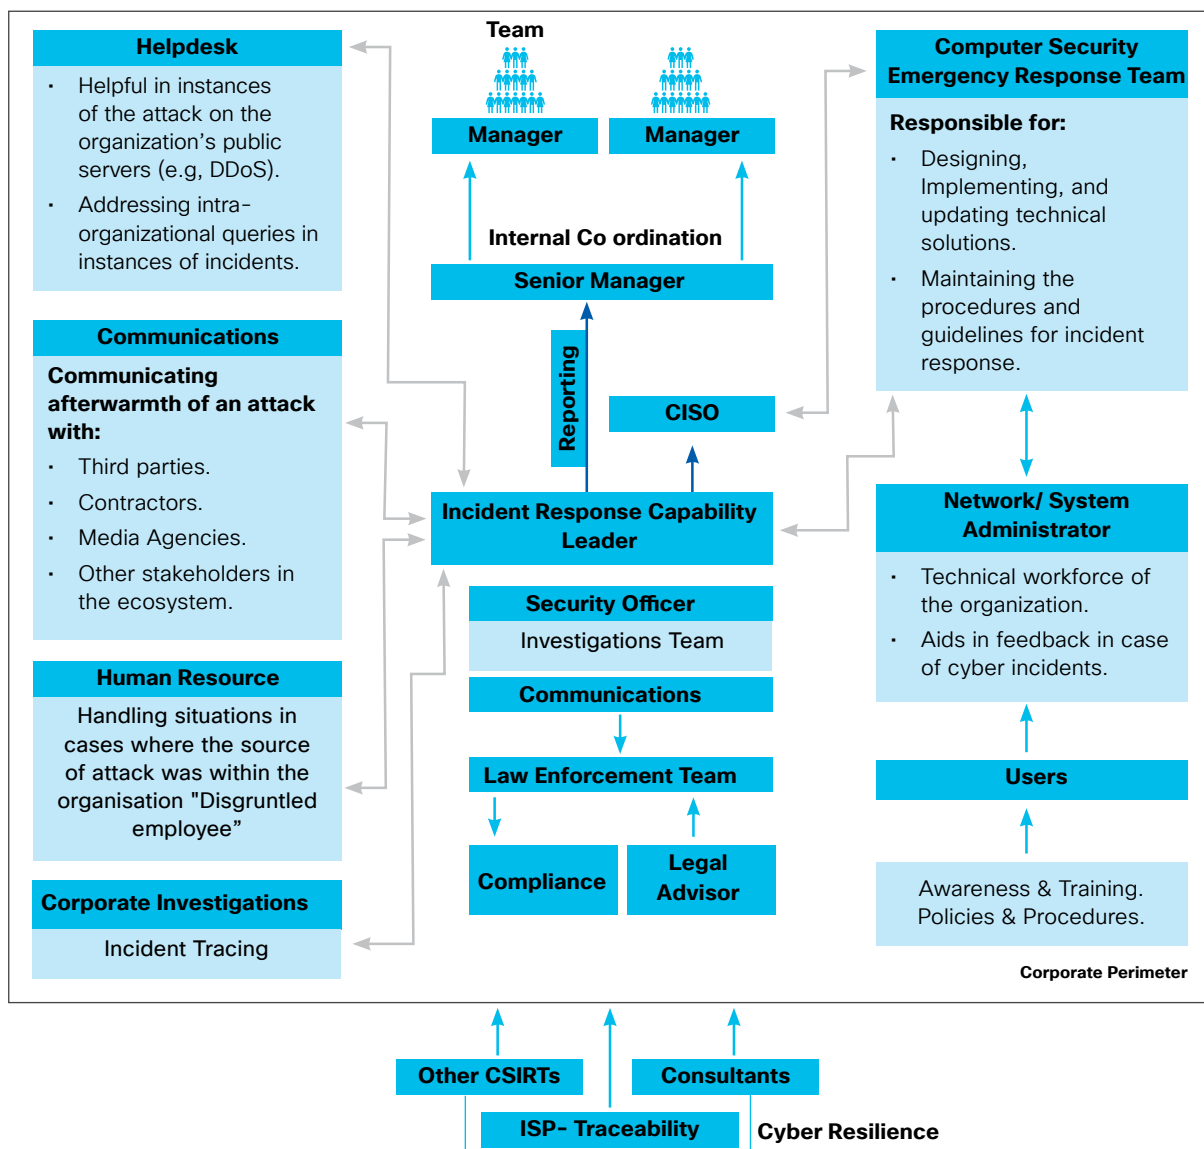 Helpdesk
• Helpful in instances
of the attack on the
organization's public
servers (e.g, DDoS).
• Addressing intra-
organizational queries in
instances of incidents.
Communications
Communicating
afterwarmth of an attack
with:
• Third parties.
• Contractors.
• Media Agencies.
• Other stakeholders in
the ecosystem.
Human Resource
Handling situations in
cases where the source
of attack was within the
organisation "Disgruntled
employee”
Corporate Investigations
Incident Tracing
Team
Manager
Manager
Internal Co ordination
Senior Manager
Reporting
CISO
Incident Response Capability
Leader
Security Officer
Investigations Team
Communications
Law Enforcement Team
Compliance
Legal
Advisor
Computer Security
Emergency Response Team
Responsible for:
• Designing,
Implementing, and
updating technical
solutions.
• Maintaining the
procedures and
guidelines for incident
response.
Network/ System
Administrator
• Technical workforce of
the organization.
• Aids in feedback in case
of cyber incidents.
Users
Awareness & Training.
Policies & Procedures.
Corporate Perimeter
Other CSIRTs
Consultants
ISP- Traceability
Cyber Resilience